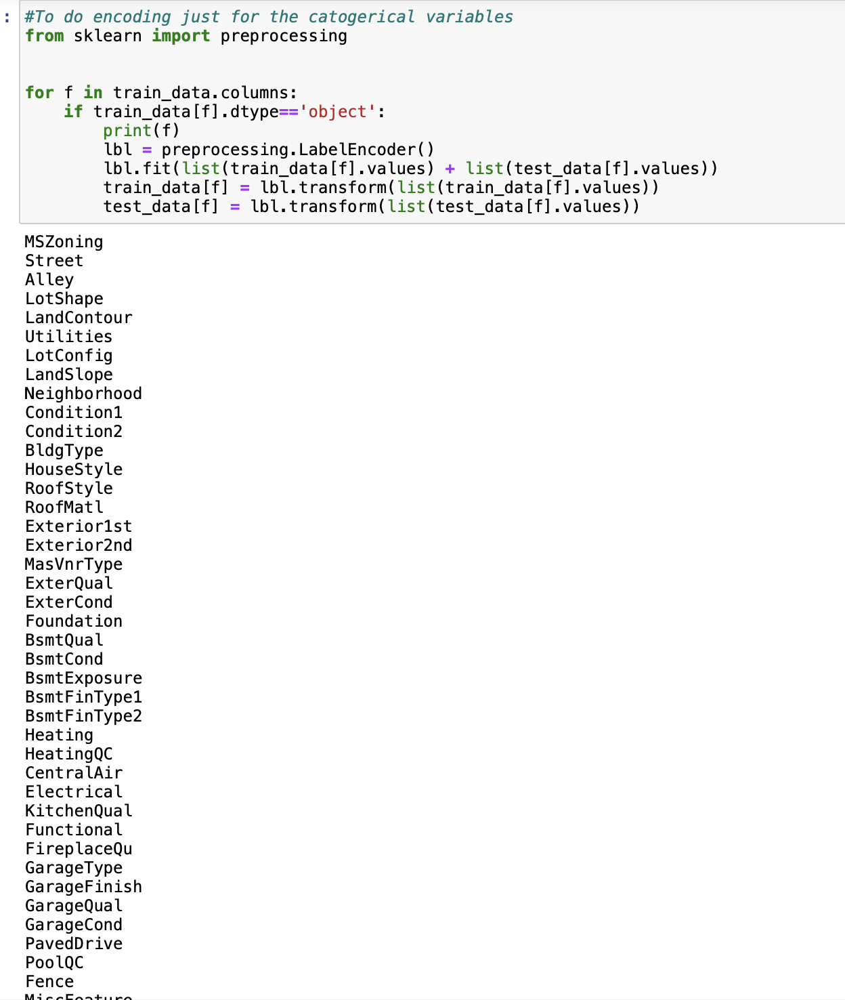 :
#To do encoding just for the catogerical variables
from sklearn import preprocessing
for f in train_data.columns:
    if train_data[f].dtype=='object':
        print(f)
        lbl = preprocessing.LabelEncoder()
        lbl.fit(list(train_data[f].values) + list(test_data[f].values))
        train_data[f] = lbl.transform(list(train_data[f].values))
        test_data[f] = lbl.transform(list(test_data[f].values))
MSZoning
Street
Alley
LotShape
LandContour
Utilities
LotConfig
LandSlope
Neighborhood
Condition1
Condition2
BldgType
HouseStyle
RoofStyle
RoofMatl
Exterior1st
Exterior2nd
MasVnrType
ExterQual
ExterCond
Foundation
BsmtQual
BsmtCond
BsmtExposure
BsmtFinType1
BsmtFinType2
Heating
HeatingQC
CentralAir
Electrical
KitchenQual
Functional
FireplaceQu
GarageType
GarageFinish
GarageQual
GarageCond
PavedDrive
PoolQC
Fence
MiscFeature